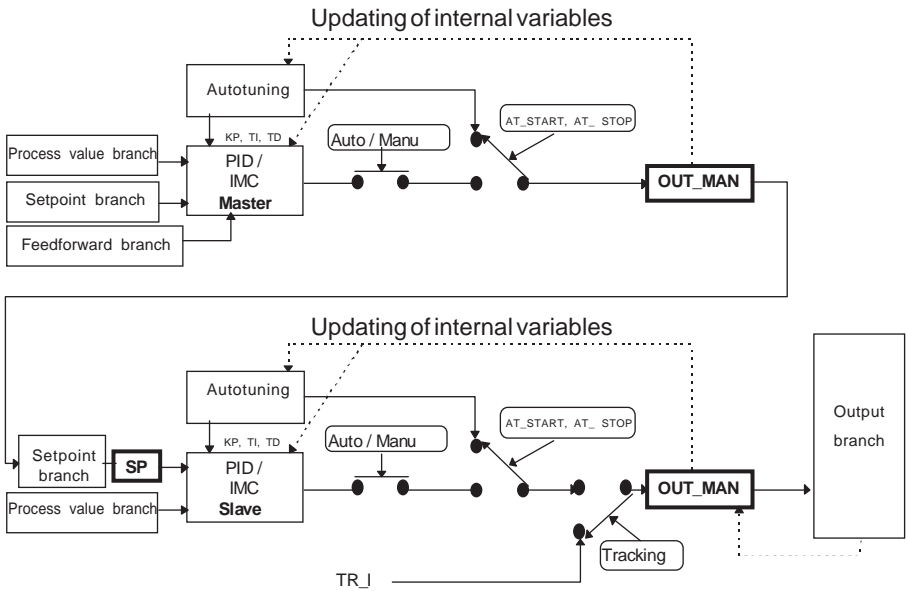 Updating of internal variables
Autotuning
AT_START, AT_ STOP
KP, TI, TD
Auto / Manu
Process value branch
PID /
IMC
Master
OUT_MAN
Setpoint branch
Feedforward branch
Updating of internal variables
Autotuning
Output
branch
AT_START, AT_ STOP
KP, TI, TD
Auto / Manu
Setpoint
branch
SP
PID /
IMC
Slave
OUT_MAN
Process value branch
Tracking
TR_I